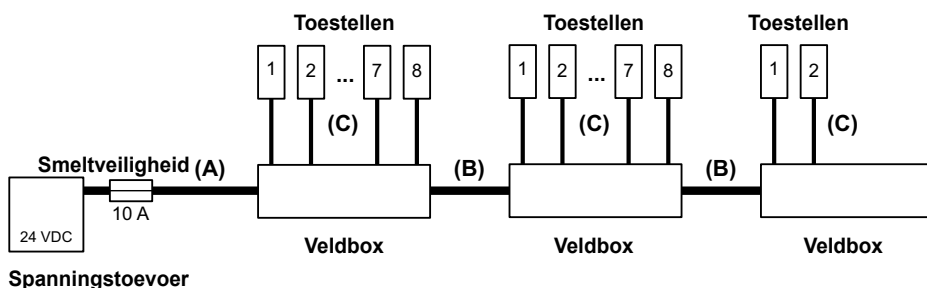 Toestellen Toestellen Toestellen
1 2 ... 7 8 1 2 ... 7 8 1 2
(C) (C) (C)
Smeltveiligheid (A) (B) (B)
10 A
24 VDC Veldbox Veldbox Veldbox
Spanningstoevoer